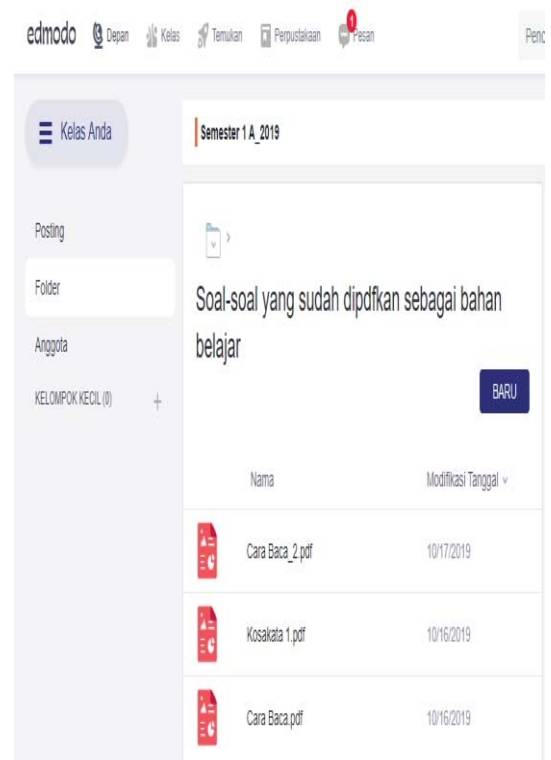 edmodo Depan Kelas Temukan Perpustakaan Pesan
1
Kelas Anda
Semester 1 A_2019
Posting
Folder
Anggota
KELOMPOK KECIL (0) +
Soal-soal yang sudah dipdfkan sebagai bahan
belajar
BARU
Nama Modifikasi Tanggal
Cara Baca_2.pdf 10/17/2019
Kosakata 1.pdf 10/16/2019
Cara Baca.pdf 10/16/2019